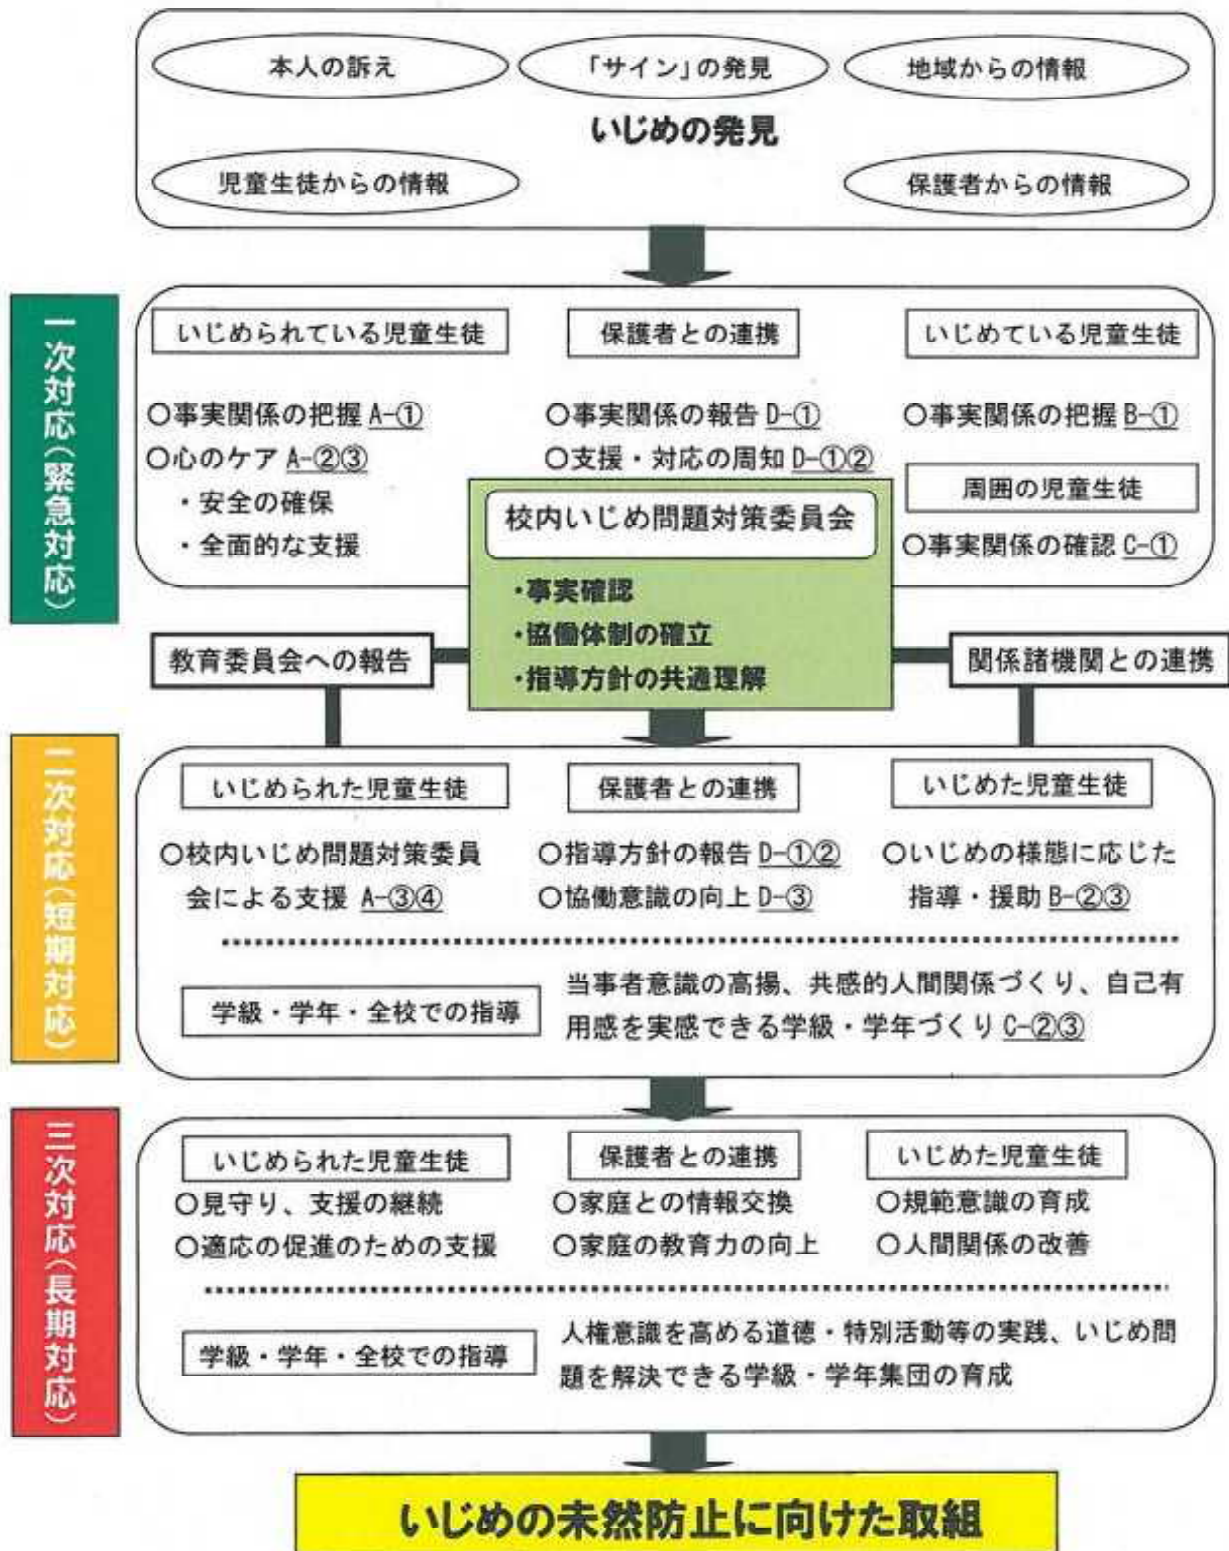 本人の訴え
「サイン」の発見
地域からの情報
いじめの発見
児童生徒からの情報
保護者からの情報
一次対応(緊急対応)
いじめられている児童生徒
○事実関係の把握 A-①
○心のケア A-②③
・安全の確保
・全面的な支援
保護者との連携
○事実関係の報告 D-①
○支援・対応の周知 D-①②
いじめている児童生徒
○事実関係の把握 B-①
周囲の児童生徒
○事実関係の確認 C-①
校内いじめ問題対策委員会
・事実確認
・協働体制の確立
・指導方針の共通理解
教育委員会への報告
関係諸機関との連携
二次対応(短期対応)
いじめられた児童生徒
○校内いじめ問題対策委員
会による支援 A-③④
保護者との連携
○指導方針の報告 D-①②
○協働意識の向上 D-③
いじめた児童生徒
○いじめの様態に応じた
指導・援助 B-②③
学級・学年・全校での指導
当事者意識の高揚、共感的人間関係づくり、自己有
用感を実感できる学級・学年づくり C-②③
三次対応(長期対応)
いじめられた児童生徒
○見守り、支援の継続
○適応の促進のための支援
保護者との連携
○家庭との情報交換
○家庭の教育力の向上
いじめた児童生徒
○規範意識の育成
○人間関係の改善
学級・学年・全校での指導
人権意識を高める道徳・特別活動等の実践、いじめ問
題を解決できる学級・学年集団の育成
いじめの未然防止に向けた取組